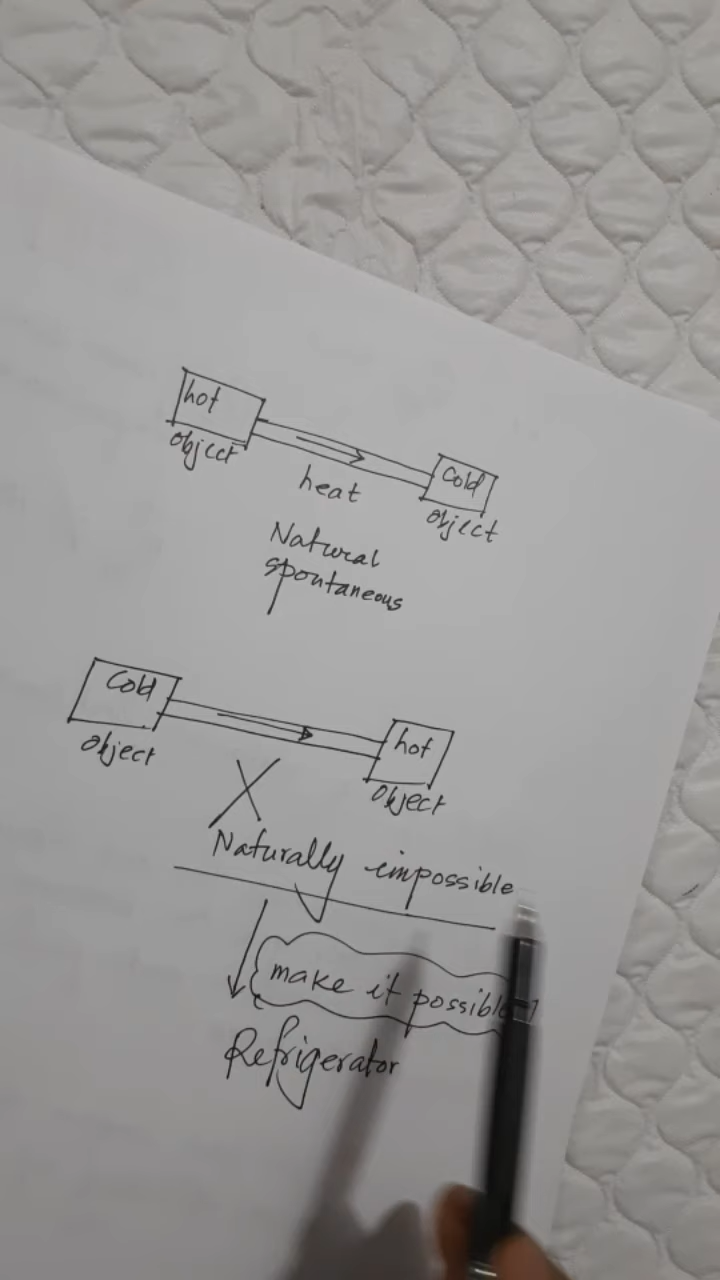 hot
object
heat
Cold
object
Natural
spontaneous
Cold
object
hot
object
Naturally impossible
make it possible
Refrigerator